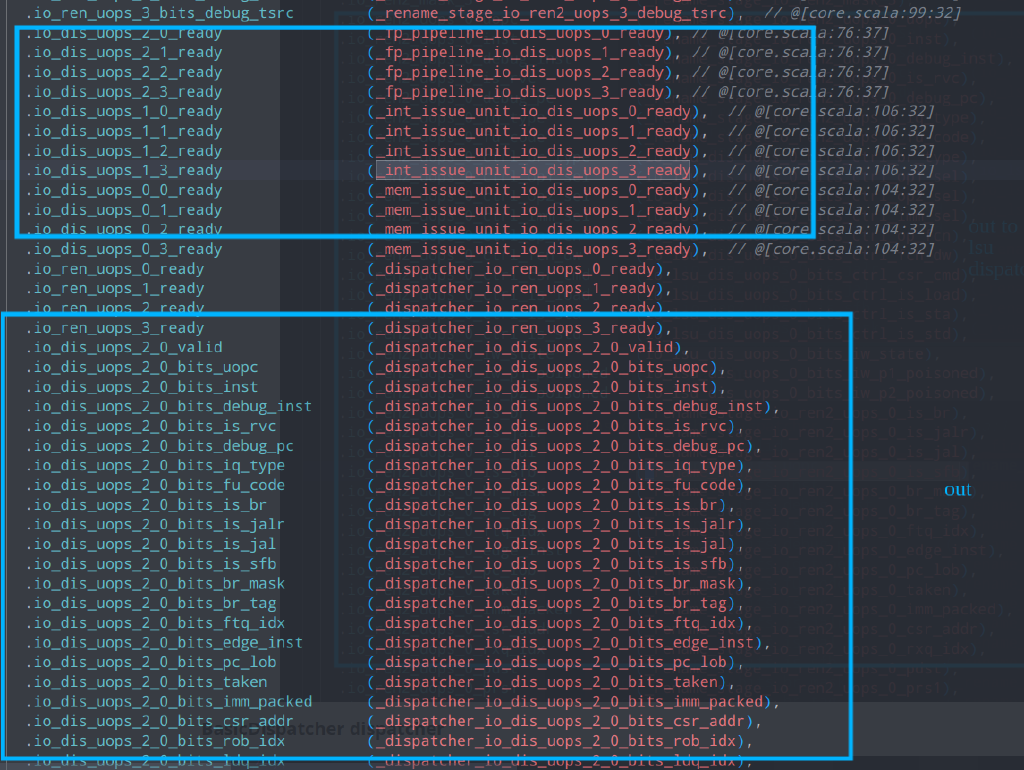 .io_ren_uops_3_bits_debug_tsrc (_rename_stage_io_ren2_uops_3_debug_tsrc), // @[core.scala:99:32]
.io_dis_uops_2_0_ready (_fp_pipeline_io_dis_uops_0_ready), // @[core.scala:76:37]
.io_dis_uops_2_1_ready (_fp_pipeline_io_dis_uops_1_ready), // @[core.scala:76:37]
.io_dis_uops_2_2_ready (_fp_pipeline_io_dis_uops_2_ready), // @[core.scala:76:37]
.io_dis_uops_2_3_ready (_fp_pipeline_io_dis_uops_3_ready), // @[core.scala:76:37]
.io_dis_uops_1_0_ready (_int_issue_unit_io_dis_uops_0_ready), // @[core.scala:106:32]
.io_dis_uops_1_1_ready (_int_issue_unit_io_dis_uops_1_ready), // @[core.scala:106:32]
.io_dis_uops_1_2_ready (_int_issue_unit_io_dis_uops_2_ready), // @[core.scala:106:32]
.io_dis_uops_1_3_ready (_int_issue_unit_io_dis_uops_3_ready), // @[core.scala:106:32]
.io_dis_uops_0_0_ready (_mem_issue_unit_io_dis_uops_0_ready), // @[core.scala:104:32]
.io_dis_uops_0_1_ready (_mem_issue_unit_io_dis_uops_1_ready), // @[core.scala:104:32]
.io_dis_uops_0_2_ready (_mem_issue_unit_io_dis_uops_2_ready), // @[core.scala:104:32]
.io_dis_uops_0_3_ready (_mem_issue_unit_io_dis_uops_3_ready), // @[core.scala:104:32]
.io_ren_uops_0_ready (_dispatcher_io_ren_uops_0_ready),
.io_ren_uops_1_ready (_dispatcher_io_ren_uops_1_ready),
.io_ren_uops_2_ready (_dispatcher_io_ren_uops_2_ready),
.io_ren_uops_3_ready (_dispatcher_io_ren_uops_3_ready),
.io_dis_uops_2_0_valid (_dispatcher_io_dis_uops_2_0_valid),
.io_dis_uops_2_0_bits_uopc (_dispatcher_io_dis_uops_2_0_bits_uopc),
.io_dis_uops_2_0_bits_inst (_dispatcher_io_dis_uops_2_0_bits_inst),
.io_dis_uops_2_0_bits_debug_inst (_dispatcher_io_dis_uops_2_0_bits_debug_inst),
.io_dis_uops_2_0_bits_is_rvc (_dispatcher_io_dis_uops_2_0_bits_is_rvc),
.io_dis_uops_2_0_bits_debug_pc (_dispatcher_io_dis_uops_2_0_bits_debug_pc),
.io_dis_uops_2_0_bits_iq_type (_dispatcher_io_dis_uops_2_0_bits_iq_type),
.io_dis_uops_2_0_bits_fu_code (_dispatcher_io_dis_uops_2_0_bits_fu_code),
.io_dis_uops_2_0_bits_is_br (_dispatcher_io_dis_uops_2_0_bits_is_br),
.io_dis_uops_2_0_bits_is_jalr (_dispatcher_io_dis_uops_2_0_bits_is_jalr),
.io_dis_uops_2_0_bits_is_jal (_dispatcher_io_dis_uops_2_0_bits_is_jal),
.io_dis_uops_2_0_bits_is_sfb (_dispatcher_io_dis_uops_2_0_bits_is_sfb),
.io_dis_uops_2_0_bits_br_mask (_dispatcher_io_dis_uops_2_0_bits_br_mask),
.io_dis_uops_2_0_bits_br_tag (_dispatcher_io_dis_uops_2_0_bits_br_tag),
.io_dis_uops_2_0_bits_ftq_idx (_dispatcher_io_dis_uops_2_0_bits_ftq_idx),
.io_dis_uops_2_0_bits_edge_inst (_dispatcher_io_dis_uops_2_0_bits_edge_inst),
.io_dis_uops_2_0_bits_pc_lob (_dispatcher_io_dis_uops_2_0_bits_pc_lob),
.io_dis_uops_2_0_bits_taken (_dispatcher_io_dis_uops_2_0_bits_taken),
.io_dis_uops_2_0_bits_imm_packed (_dispatcher_io_dis_uops_2_0_bits_imm_packed),
.io_dis_uops_2_0_bits_csr_addr (_dispatcher_io_dis_uops_2_0_bits_csr_addr),
.io_dis_uops_2_0_bits_rob_idx (_dispatcher_io_dis_uops_2_0_bits_rob_idx),
.io_dis_uops_2_0_bits_ldq_idx (_dispatcher_io_dis_uops_2_0_bits_ldq_idx),
out
out to
lsu
dispatc
BasicDispatcher dispatcher